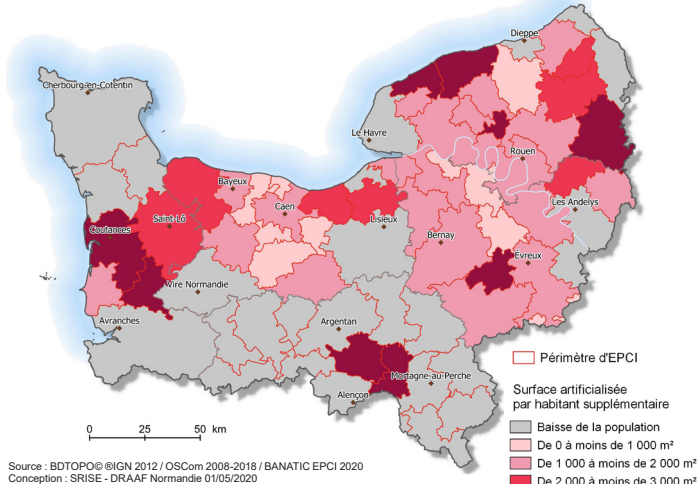 Dieppe
Cherbourg-en-Cotentin
Le Havre
Rouen
Bayeux
Caen
Les Andelys
Saint-Lô
Lisieux
Coutances
Bernay
Évreux
Vire Normandie
Avranches
Argentan
Mortagne-au-Perche
Alençon
Périmètre d'EPCI
Surface artificialisée
par habitant supplémentaire
Baisse de la population
De 0 à moins de 1 000 m²
De 1 000 à moins de 2 000 m²
De 2 000 à moins de 3 000 m²
0 25 50 km
Source : BDTOPO© ®IGN 2012 / OSCom 2008-2018 / BANATIC EPCI 2020
Conception : SRISE - DRAAF Normandie 01/05/2020